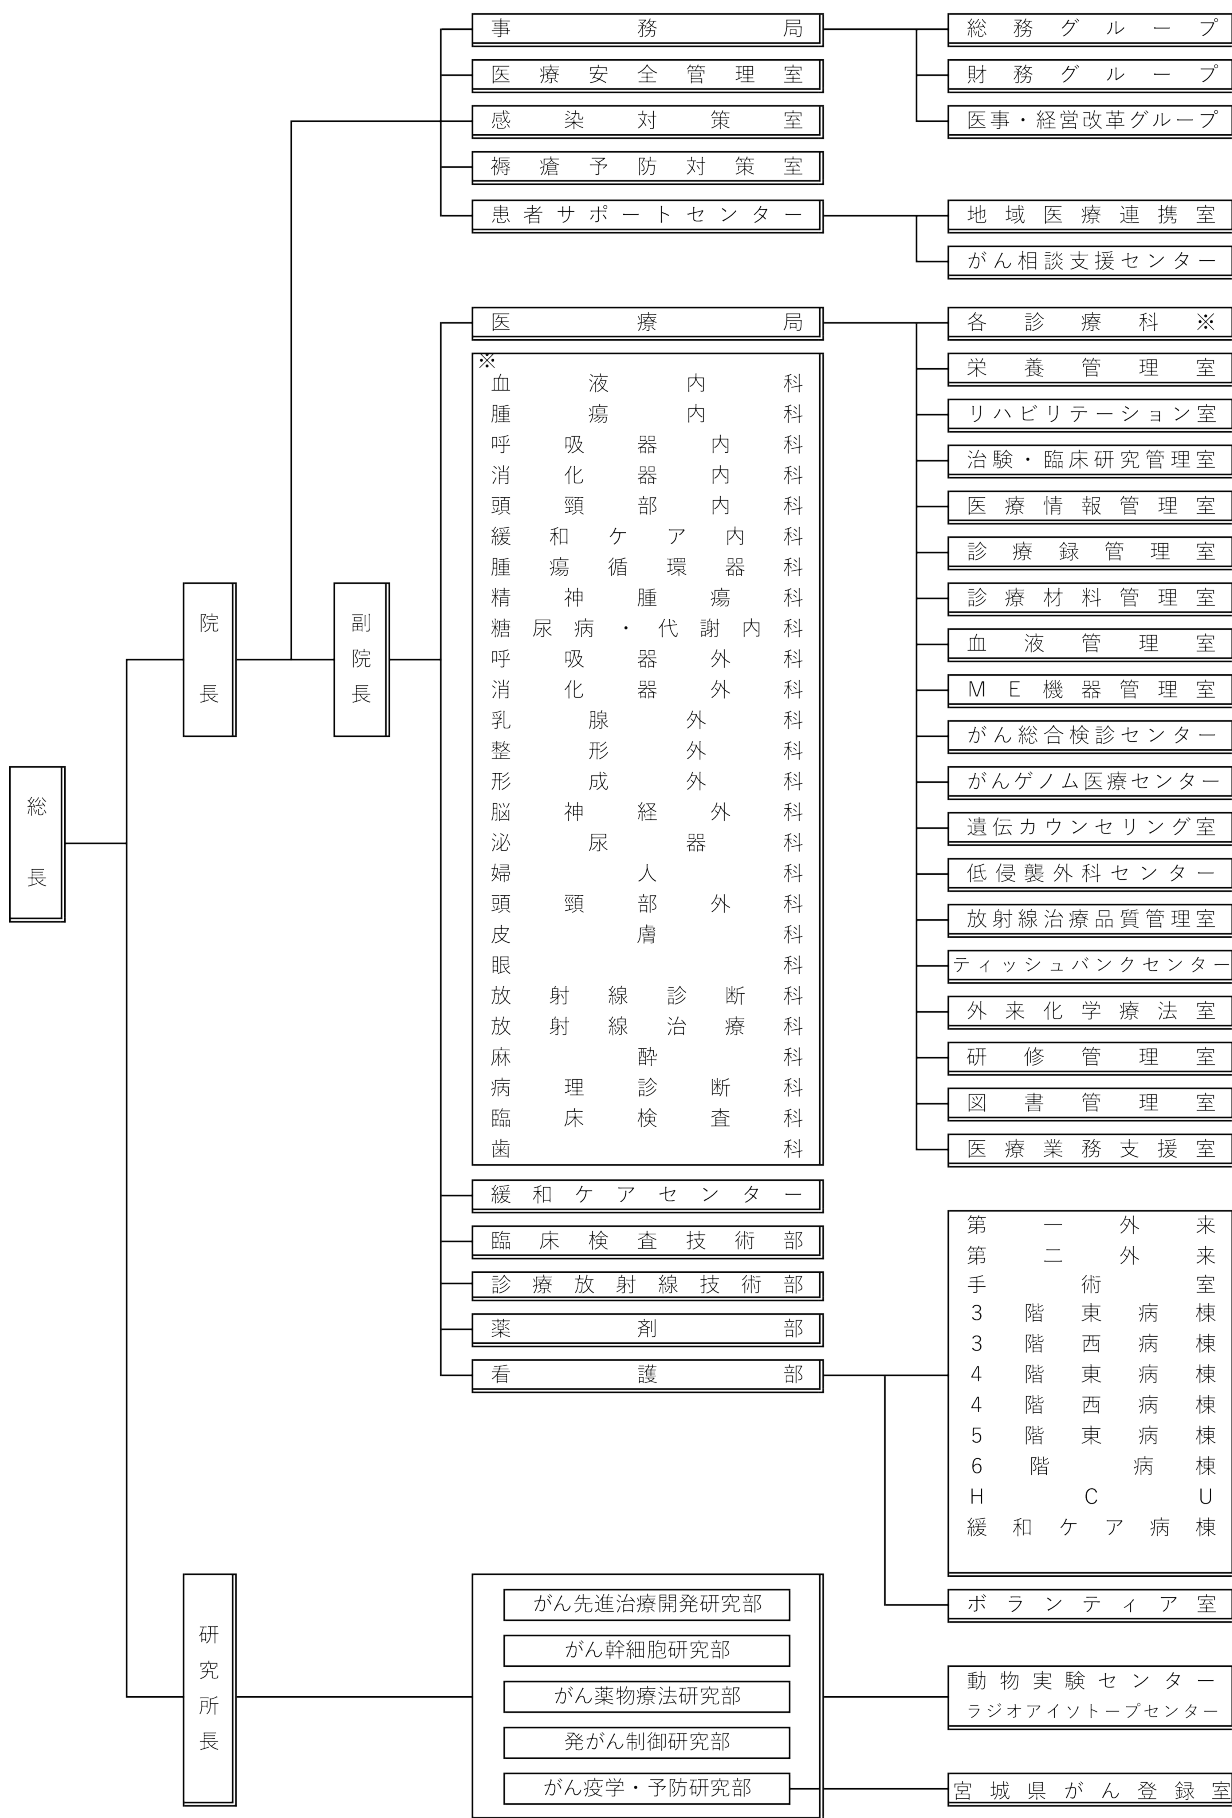 総長
院長
副院長
事務局
総務グループ
財務グループ
医事・経営改革グループ
医療安全管理室
感染対策室
褥瘡予防対策室
患者サポートセンター
地域医療連携室
がん相談支援センター
医療局
各診療科※
栄養管理室
リハビリテーション室
治験・臨床研究管理室
医療情報管理室
診療録管理室
診療材料管理室
血液管理室
ME機器管理室
がん総合検診センター
がんゲノム医療センター
遺伝カウンセリング室
低侵襲外科センター
放射線治療品質管理室
ティッシュバンクセンター
外来化学療法室
研修管理室
図書管理室
医療業務支援室
※
血液内科
腫瘍内科
呼吸器内科
消化器内科
頭頸部内科
緩和ケア内科
腫瘍循環器科
精神腫瘍科
糖尿病・代謝内科
呼吸器外科
消化器外科
乳腺外科
整形外科
形成外科
脳神経外科
泌尿器科
婦人科
頭頸部外科
皮膚科
眼科
放射線診断科
放射線治療科
麻酔科
病理診断科
臨床検査科
歯科
緩和ケアセンター
臨床検査技術部
診療放射線技術部
薬剤部
看護部
第一外来
第二外来
手術室
3階東病棟
3階西病棟
4階東病棟
4階西病棟
5階東病棟
6階病棟
HCU
緩和ケア病棟
ボランティア室
研究所長
がん先進治療開発研究部
がん幹細胞研究部
がん薬物療法研究部
発がん制御研究部
がん疫学・予防研究部
動物実験センター
ラジオアイソトープセンター
宮城県がん登録室